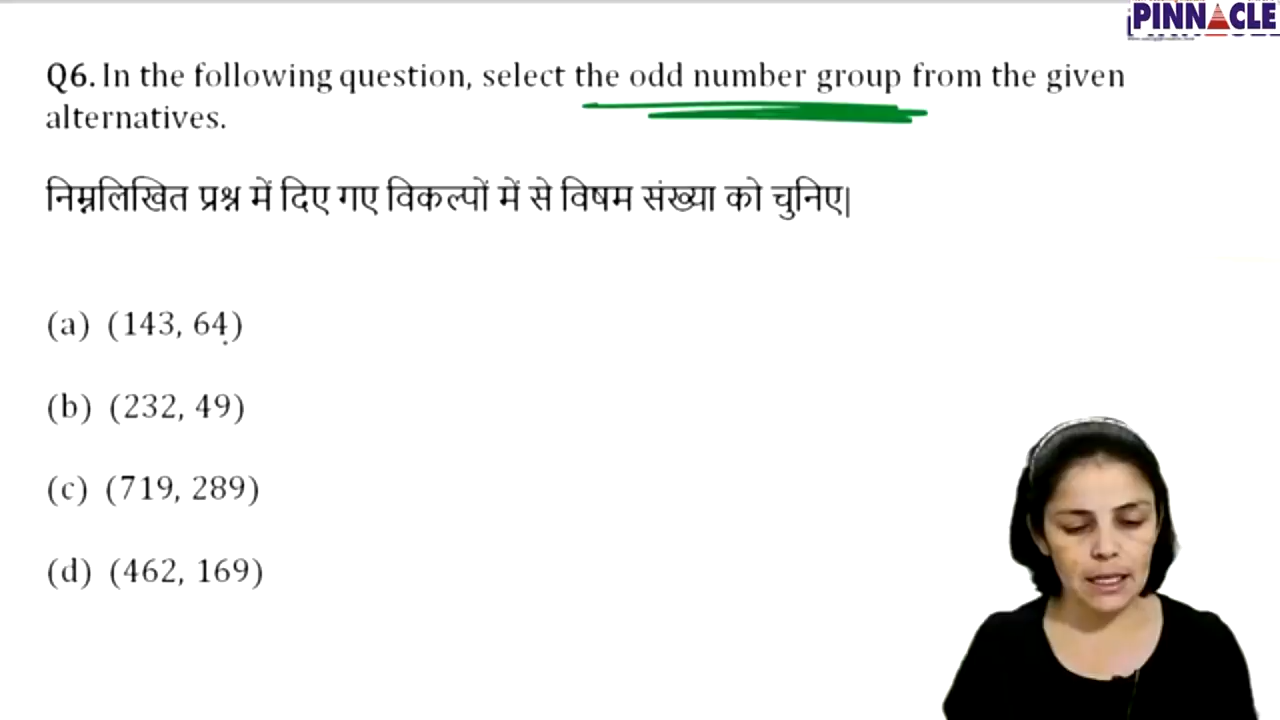 PINNACLE
Q6. In the following question, select the odd number group from the given
alternatives.
निम्नलिखित प्रश्न में दिए गए विकल्पों में से विषम संख्या को चुनिए|
(a) (143, 64)
(b) (232, 49)
(c) (719, 289)
(d) (462, 169)